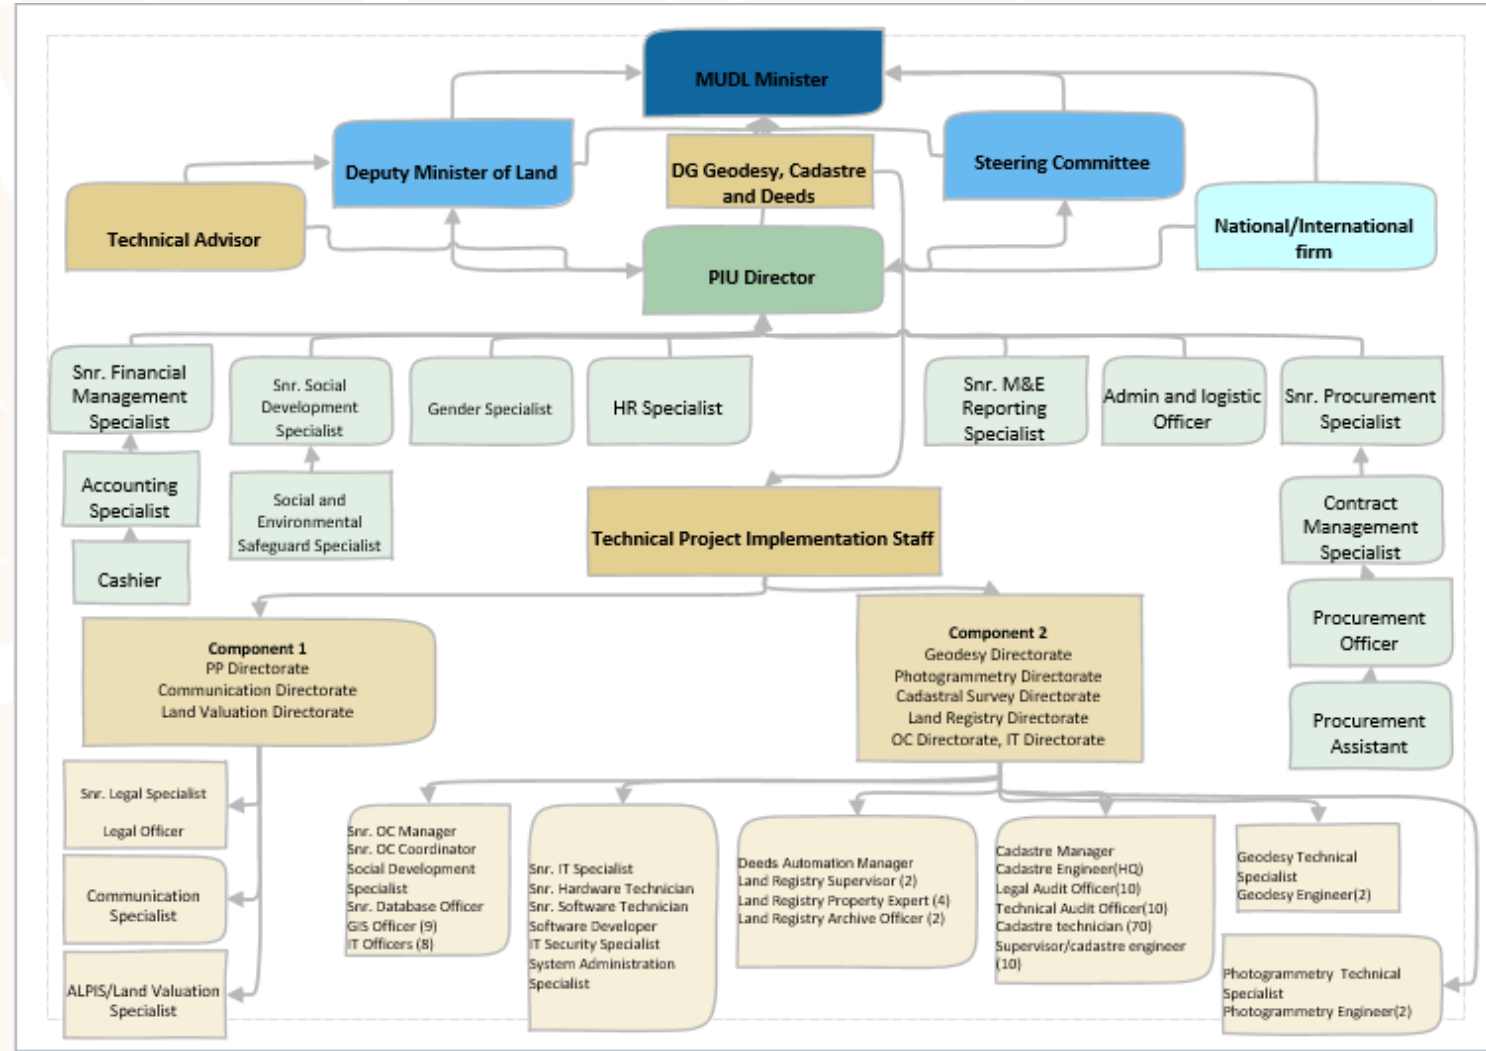 MUDL Minister
Deputy Minister of Land
DG Geodesy, Cadastre
and Deeds
Steering Committee
Technical Advisor
National/International
firm
PIU Director
Snr. Financial
Management
Specialist
Snr. Social
Development
Specialist
Gender Specialist
HR Specialist
Snr. M&E
Reporting
Specialist
Admin and logistic
Officer
Snr. Procurement
Specialist
Accounting
Specialist
Social and
Environmental
Safeguard Specialist
Cashier
Contract
Management
Specialist
Procurement
Officer
Procurement
Assistant
Technical Project Implementation Staff
Component 1
PP Directorate
Communication Directorate
Land Valuation Directorate
Component 2
Geodesy Directorate
Photogrammetry Directorate
Cadastral Survey Directorate
Land Registry Directorate
OC Directorate, IT Directorate
Snr. Legal Specialist
Legal Officer
Communication
Specialist
ALPIS/Land Valuation
Specialist
Snr. OC Manager
Snr. OC Coordinator
Social Development
Specialist
Snr. Database Officer
GIS Officer (9)
IT Officers (8)
Snr. IT Specialist
Snr. Hardware Technician
Snr. Software Technician
Software Developer
IT Security Specialist
System Administration
Specialist
Deeds Automation Manager
Land Registry Supervisor (2)
Land Registry Property Expert (4)
Land Registry Archive Officer (2)
Cadastre Manager
Cadastre Engineer(HQ)
Legal Audit Officer(10)
Technical Audit Officer(10)
Cadastre technician (70)
Supervisor/cadastre engineer
(10)
Geodesy Technical
Specialist
Geodesy Engineer(2)
Photogrammetry Technical
Specialist
Photogrammetry Engineer(2)